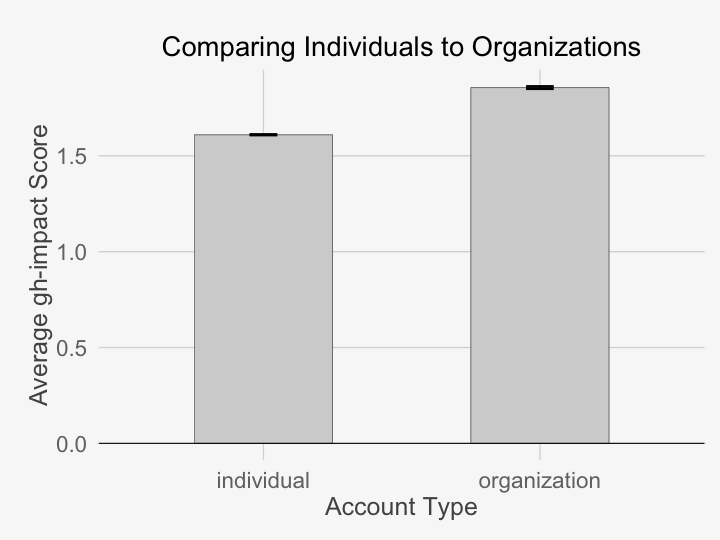 Comparing Individuals to Organizations
Average gh-impact Score
1.5
1.0
0.5
0.0
individual
organization
Account Type